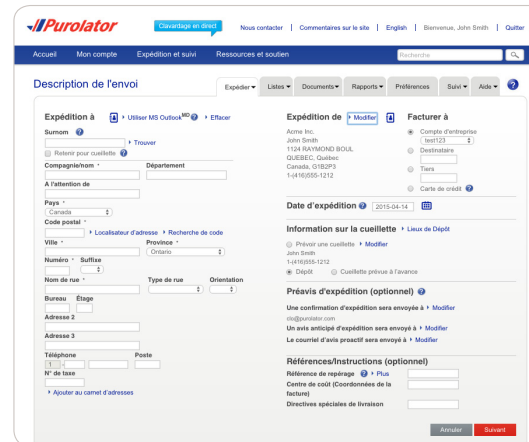 Purolator
Clavardage en direct
Nous contacter | Commentaires sur le site | English | Bienvenue, John Smith | Quitter
Accueil Mon compte Expédition et suivi Ressources et soutien Recherche
Description de l'envoi
Expédier Listes Documents Rapports Préférences Suivi Aide ?
Expédition à Utiliser MS Outlook MD ? Effacer
Surnom ?
Trouver
Retenir pour cueillette ?
Compagnie/nom * Département
A l'attention de
Pays *
Canada
Code postal *
Localisateur d'adresse Recherche de code
Ville * Province *
Ontario
Numéro * Suffixe
Nom de rue * Type de rue Orientation
Bureau Étage
Adresse 2
Adresse 3
Téléphone Poste
1 -
N° de taxe
Ajouter au carnet d'adresses
Expédition de Modifier
Acme Inc.
John Smith
1124 RAYMOND BOUL
QUEBEC, Québec
Canada, G1B2P3
1-(416)555-1212
Facturer à
Compte d'entreprise
test123
Destinataire
Tiers
Carte de crédit ?
Date d'expédition ? 2015-04-14
Information sur la cueillette Lieux de Dépôt
Prévoir une cueillette Modifier
John Smith
1-(416)555-1212
Dépôt Cueillette prévue à l'avance
Préavis d'expédition (optionnel) ?
Une confirmation d'expédition sera envoyée à Modifier
cto@purolator.com
Un avis anticipé d'expédition sera envoyé à Modifier
Le courriel d'avis proactif sera envoyé à Modifier
Références/Instructions (optionnel)
Référence de repérage ? Plus
Centre de coût (Coordonnées de la
facture)
Directives spéciales de livraison
Annuler Suivant